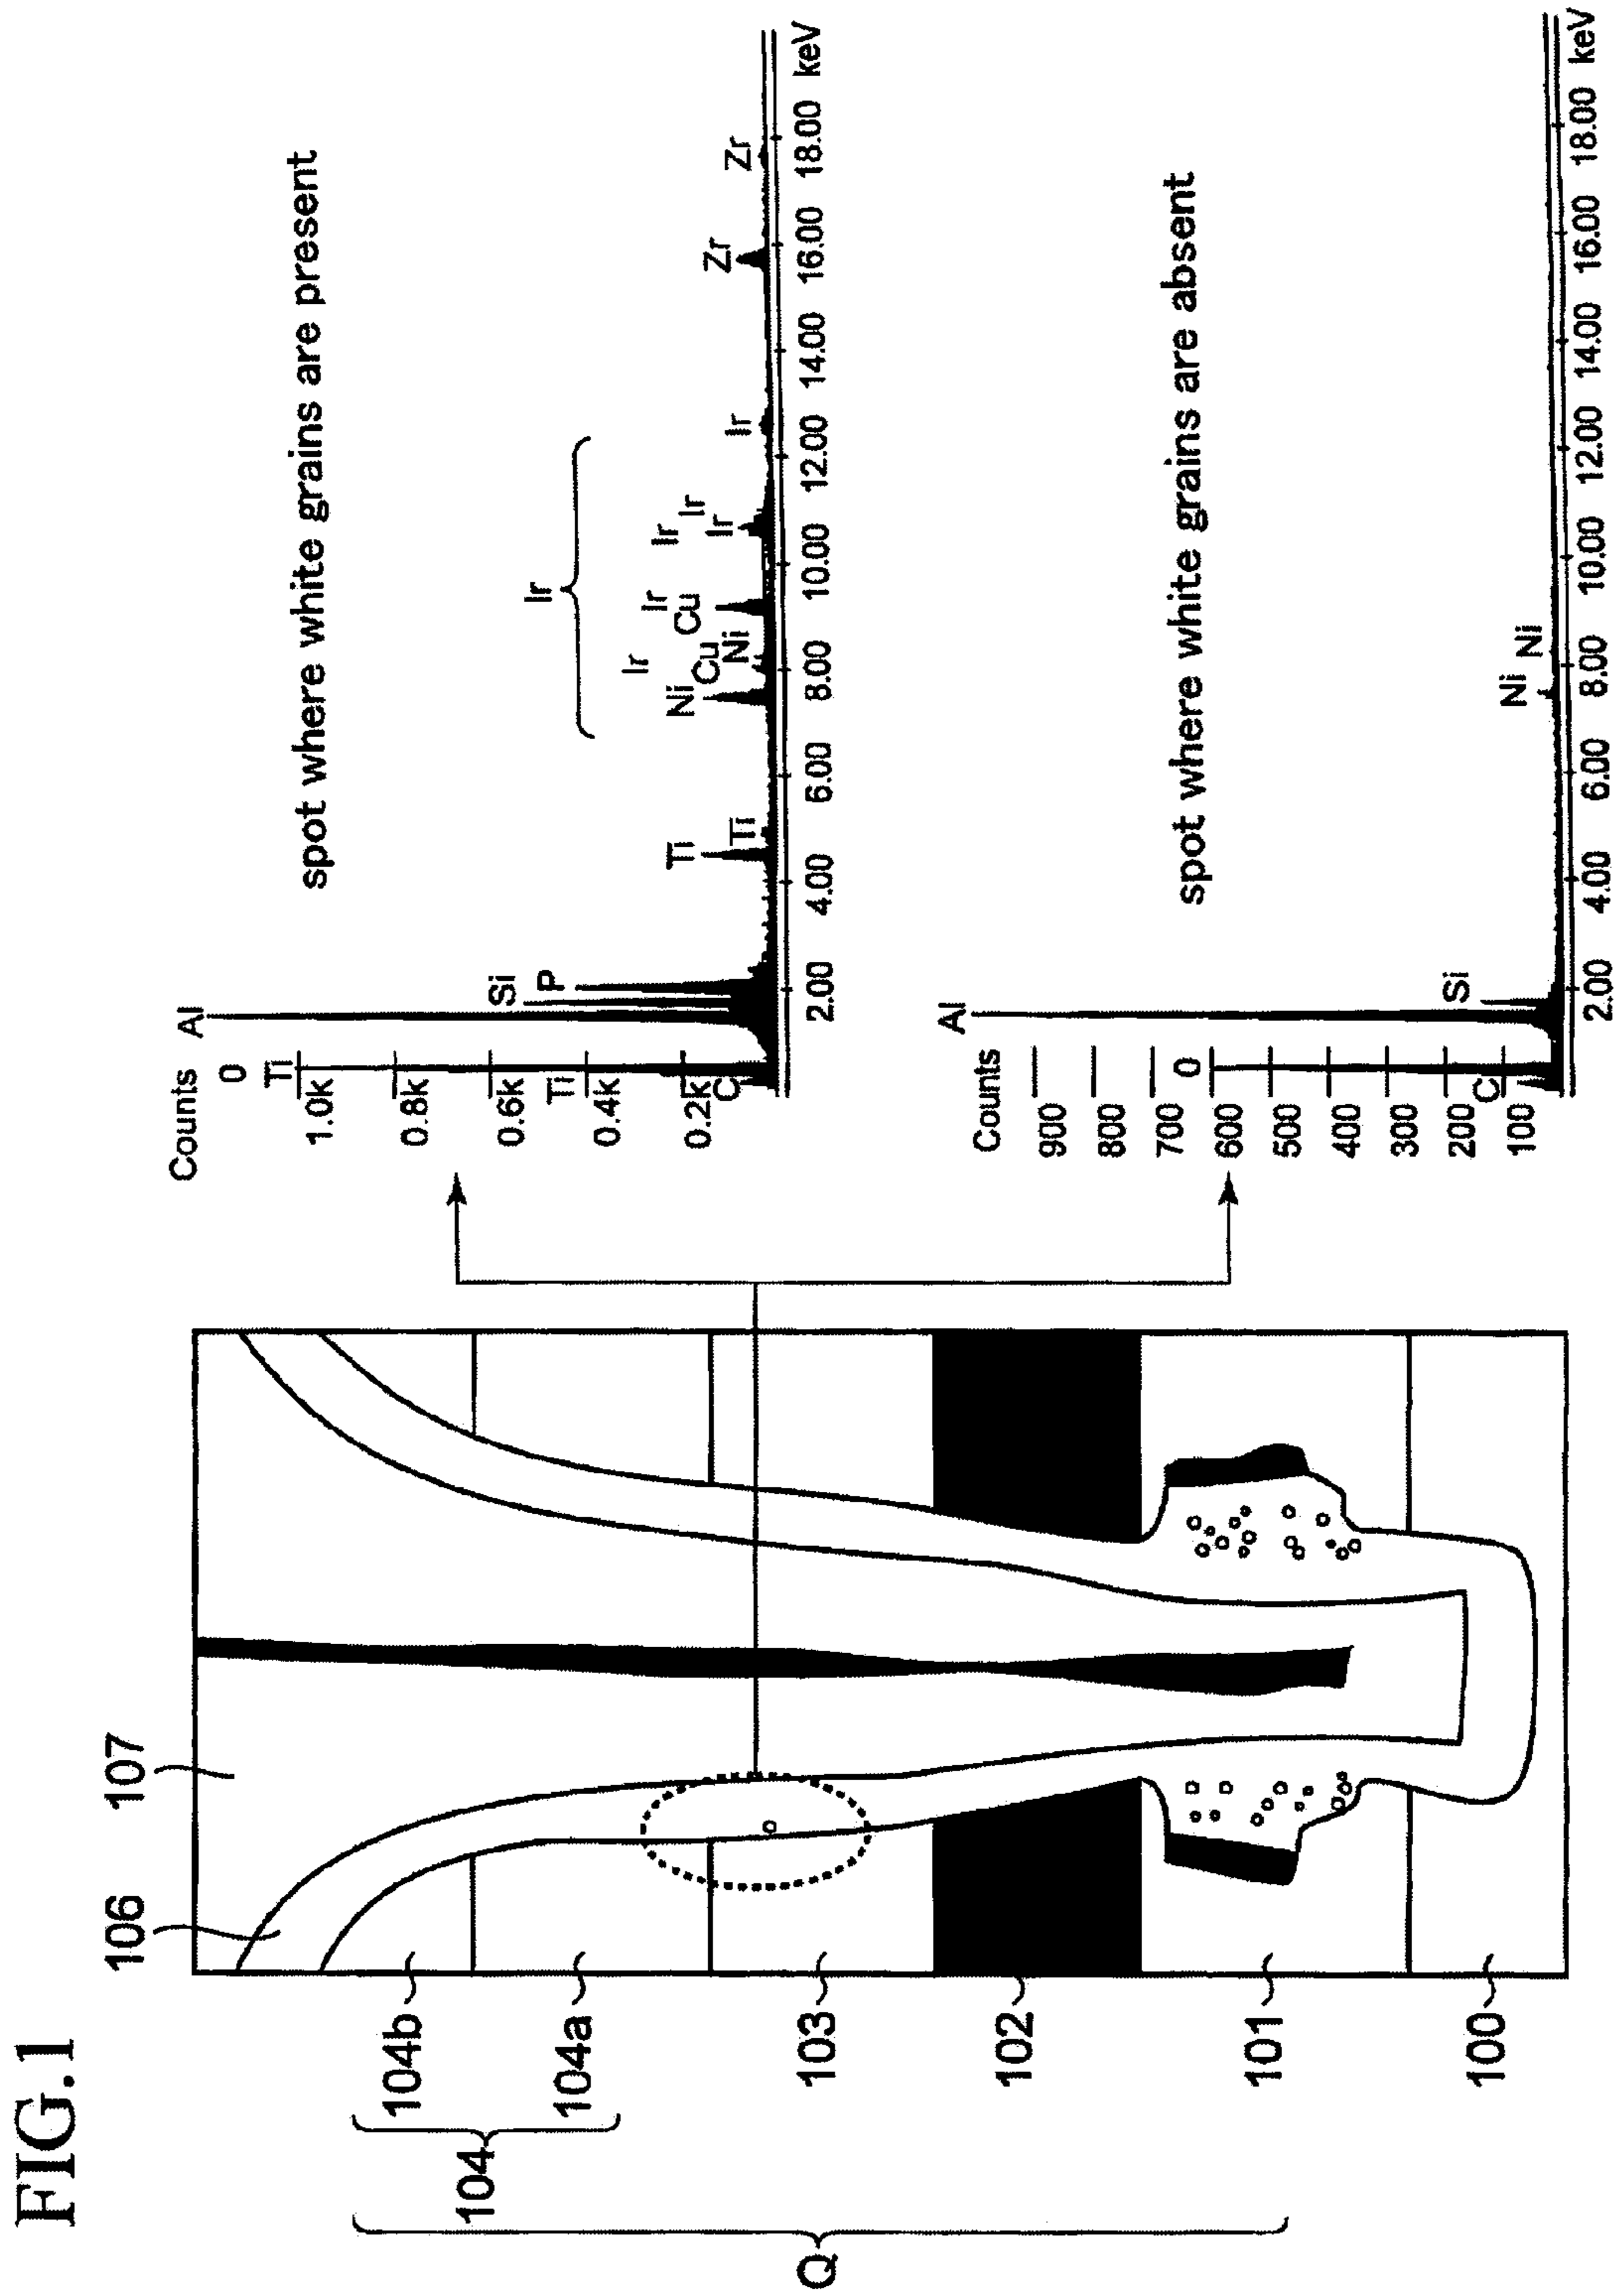 FIG.1
Q
104
104b
104a
103
102
101
100
106
107
spot where white grains are present
Counts
1.0k
0.8k
0.6k
0.4k
0.2k
O
Ti
Ti
C
Al
Si
P
Ti
Ti
Ir
Ni
Ir
Cu
Ni
Ir
Cu
Ir
Ir
Ir
Ir
Zr
Zr
2.00 4.00 6.00 8.00 10.00 12.00 14.00 16.00 18.00 keV
spot where white grains are absent
Counts
900
800
700
600
500
400
300
200
100
O
C
Al
Si
Ni
Ni
2.00 4.00 6.00 8.00 10.00 12.00 14.00 16.00 18.00 keV